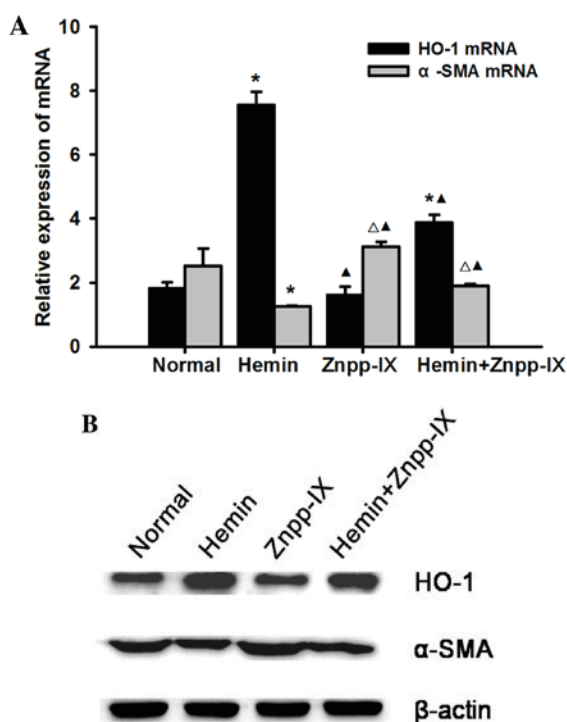 A
HO-1 mRNA
α -SMA mRNA
Relative expression of mRNA
10
8
6
4
2
0
*
*
▲
△▲
*▲
△▲
Normal Hemin Znpp-IX Hemin+Znpp-IX
B
Normal Hemin Znpp-IX Hemin+Znpp-IX
HO-1
α-SMA
β-actin